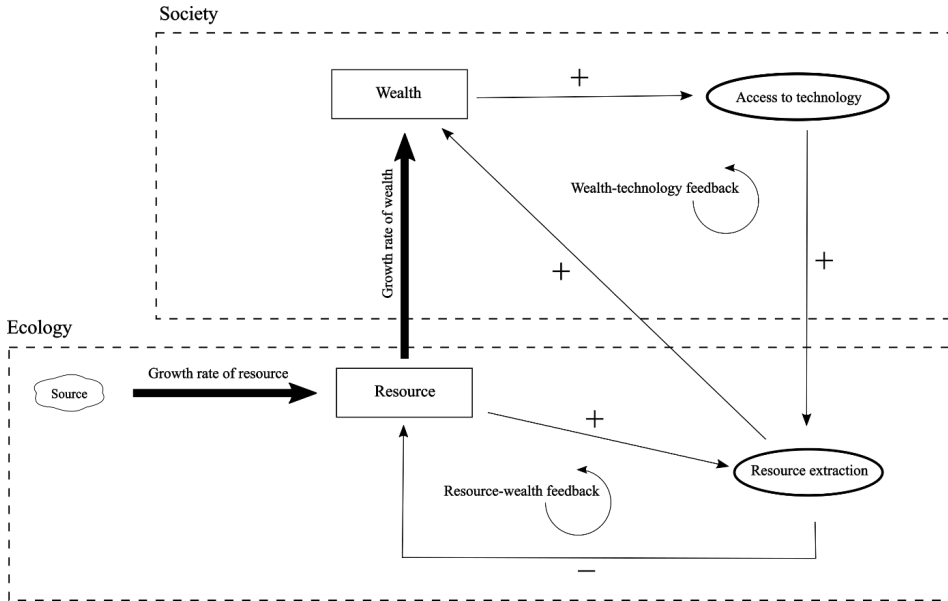 Society
Wealth
+
Access to technology
Growth rate of wealth
Wealth-technology feedback
+
+
Ecology
Growth rate of resource
Source
Resource
+
Resource extraction
Resource-wealth feedback
−